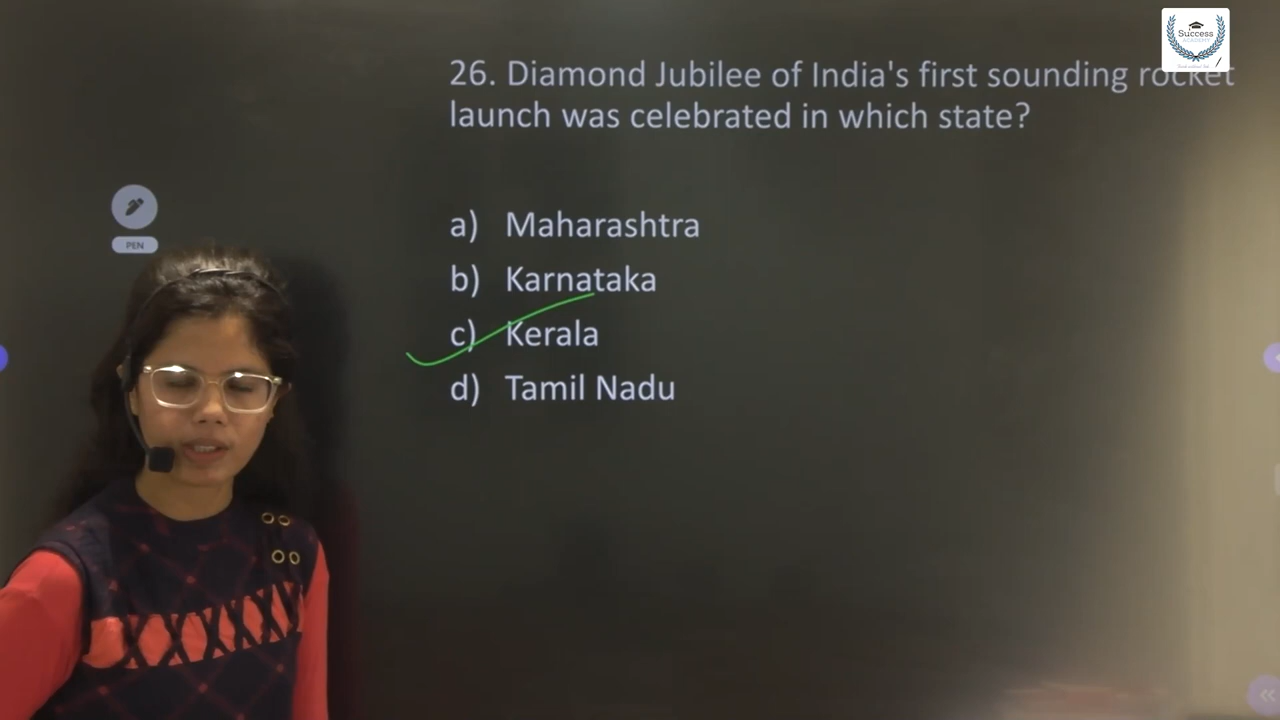 Success
ACADEMY
26. Diamond Jubilee of India's first sounding rocket
launch was celebrated in which state?
PEN
a) Maharashtra
b) Karnataka
c) Kerala
d) Tamil Nadu